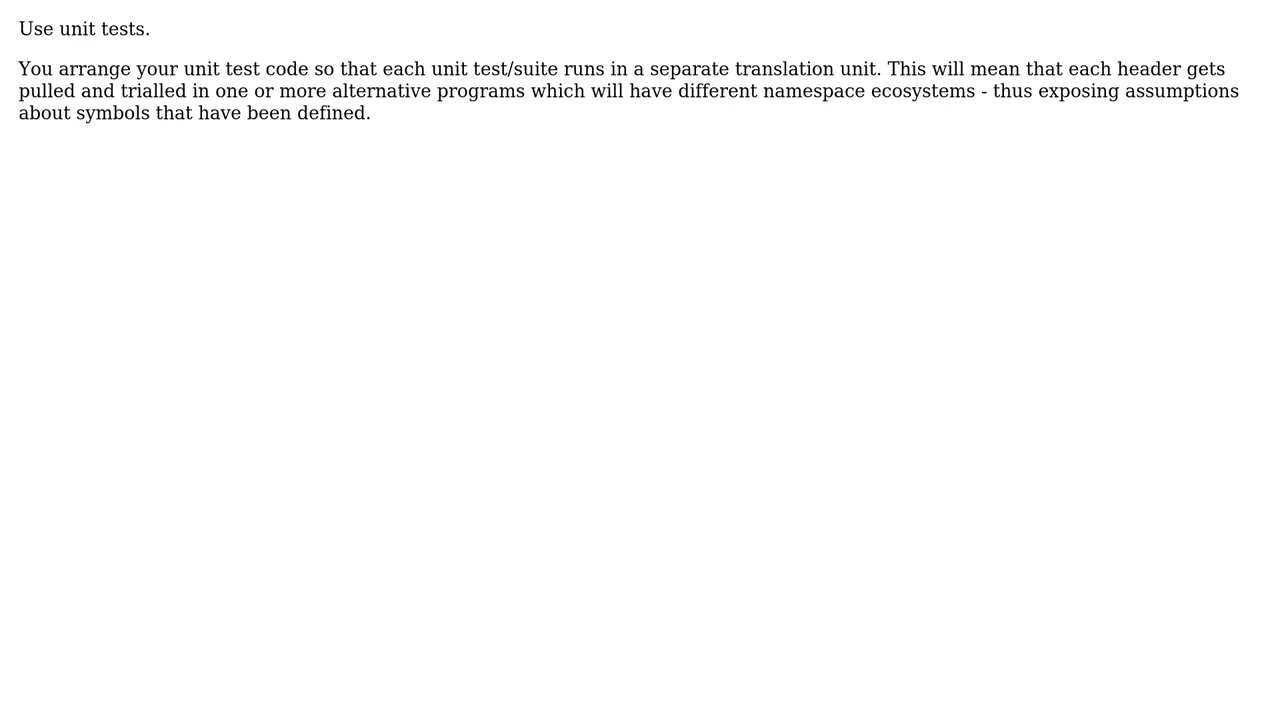 Use unit tests.
You arrange your unit test code so that each unit test/suite runs in a separate translation unit. This will mean that each header gets
pulled and trialled in one or more alternative programs which will have different namespace ecosystems - thus exposing assumptions
about symbols that have been defined.